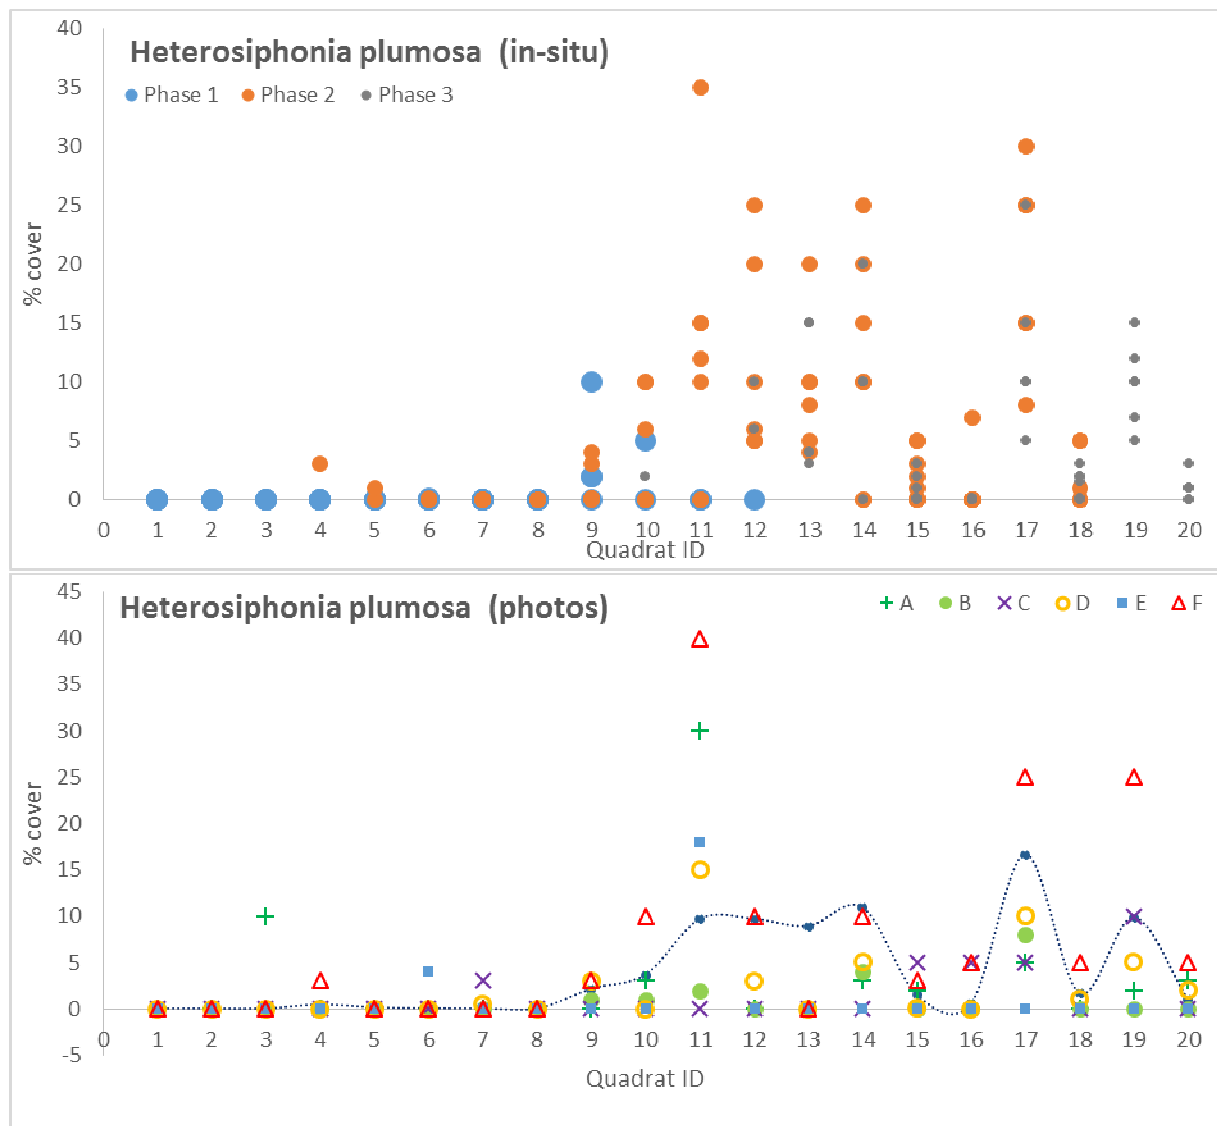 Heterosiphonia plumosa (in-situ)
Phase 1 Phase 2 Phase 3
% cover
40
35
30
25
20
15
10
5
0
0 1 2 3 4 5 6 7 8 9 10 11 12 13 14 15 16 17 18 19 20
Quadrat ID
Heterosiphonia plumosa (photos)
A B C D E F
% cover
45
40
35
30
25
20
15
10
5
0
-5
0 1 2 3 4 5 6 7 8 9 10 11 12 13 14 15 16 17 18 19 20
Quadrat ID